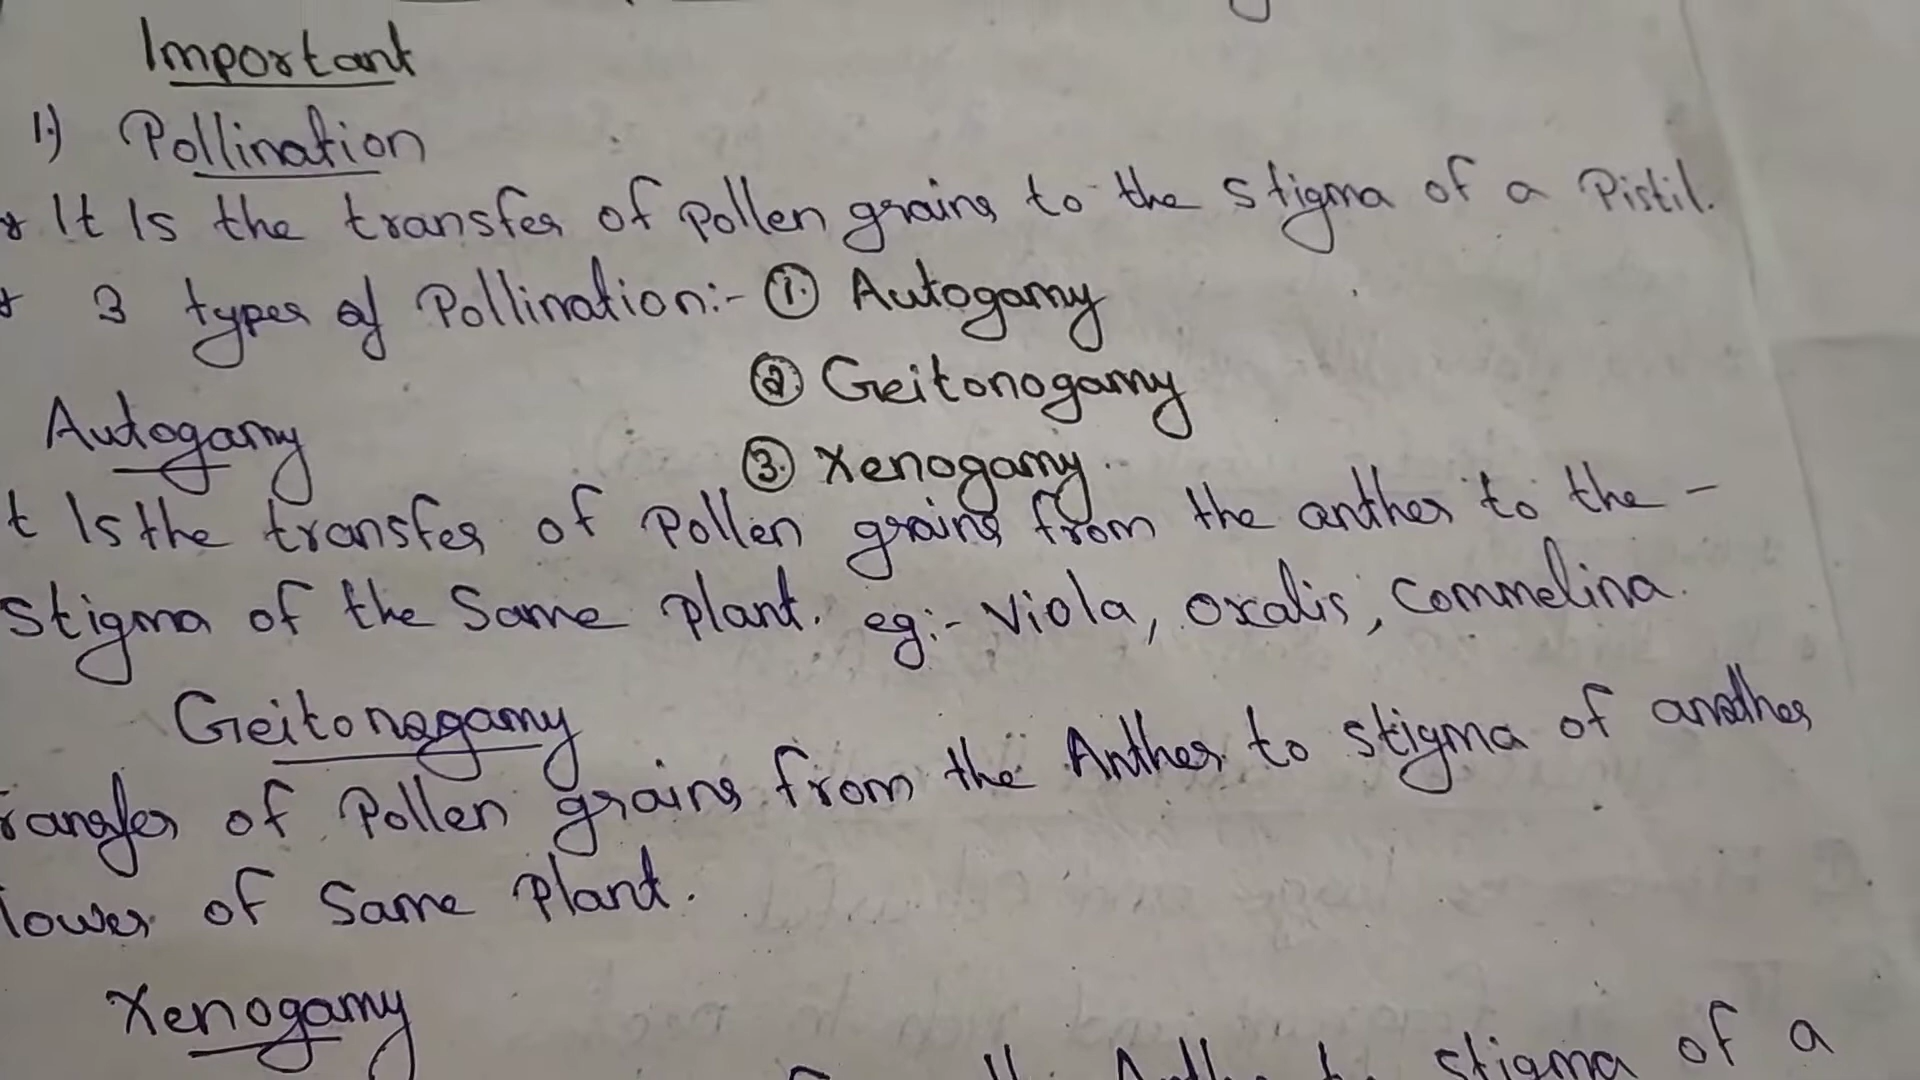 Important
1.) Pollination
* It Is the transfer of Pollen grains to the stigma of a Pistil.
* 3 types of Pollination:- ① Autogamy
② Geitonogamy
③ Xenogamy.
Autogamy
t Is the transfer of Pollen grains from the anther to the -
Stigma of the Same Plant. eg:- Viola, Oxalis, Commelina.
Geitonogamy
ransfer of Pollen grains from the Anther to stigma of another
lower of Same Plant.
Xenogamy
stigma of a